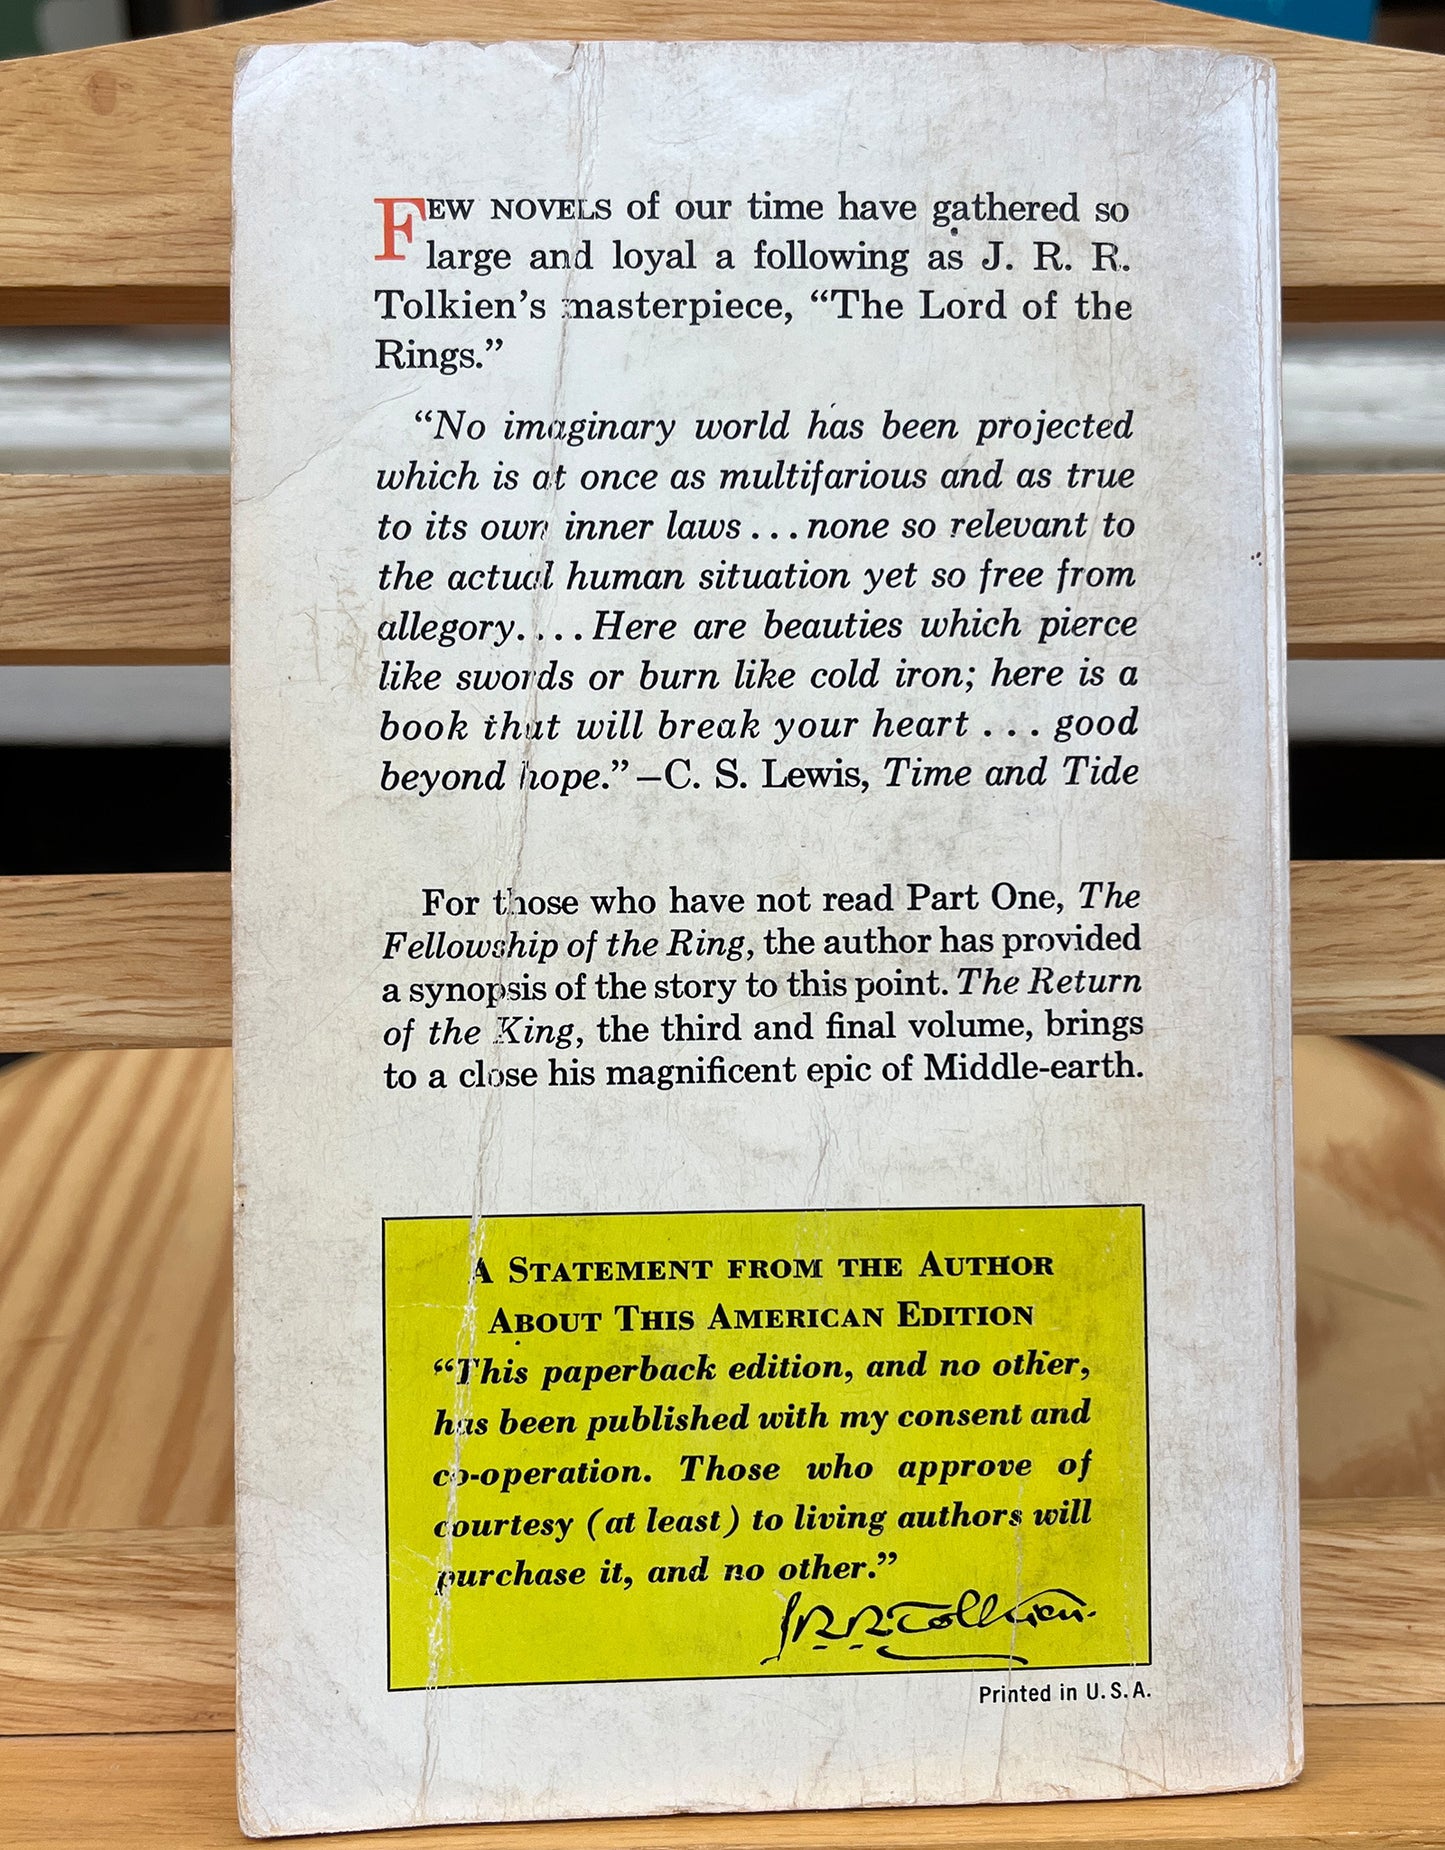 FEW NOVELS of our time have gathered so
large and loyal a following as J. R. R.
Tolkien’s masterpiece, “The Lord of the
Rings.”
“No imaginary world has been projected
which is at once as multifarious and as true
to its own inner laws . . . none so relevant to
the actual human situation yet so free from
allegory. . . . Here are beauties which pierce
like swords or burn like cold iron; here is a
book that will break your heart . . . good
beyond hope.” –C. S. Lewis, Time and Tide
For those who have not read Part One, The
Fellowship of the Ring, the author has provided
a synopsis of the story to this point. The Return
of the King, the third and final volume, brings
to a close his magnificent epic of Middle-earth.
A STATEMENT FROM THE AUTHOR
ABOUT THIS AMERICAN EDITION
“This paperback edition, and no other,
has been published with my consent and
co-operation. Those who approve of
courtesy (at least) to living authors will
purchase it, and no other.”
J.R.R. Tolkien.
Printed in U.S.A.